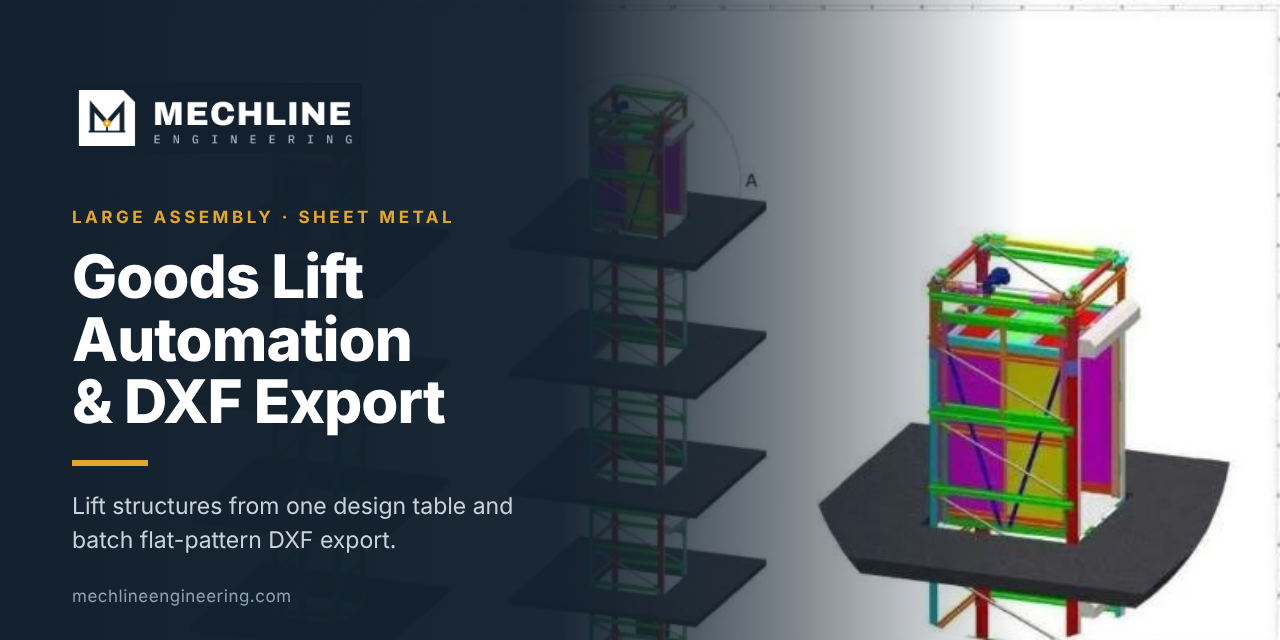 MECHLINE
ENGINEERING
LARGE ASSEMBLY · SHEET METAL
Goods Lift
Automation
& DXF Export
Lift structures from one design table and
batch flat-pattern DXF export.
mechlineengineering.com
A